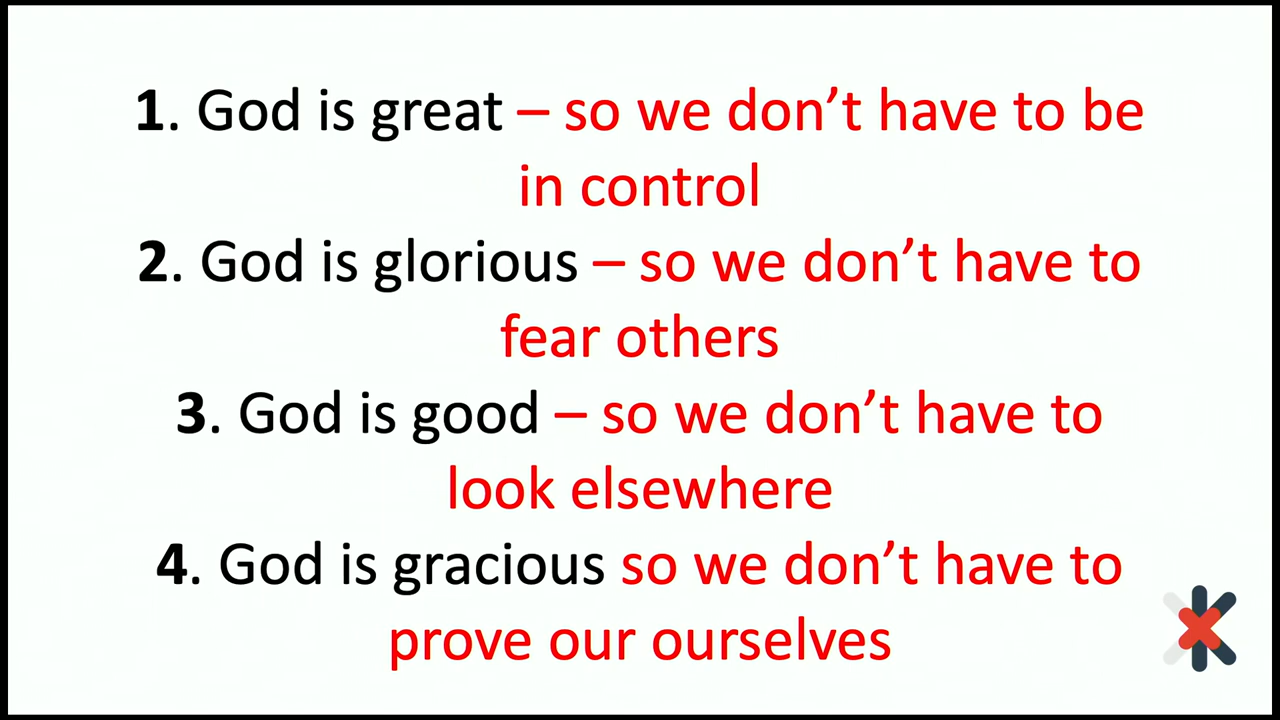 1. God is great – so we don’t have to be
in control
2. God is glorious – so we don’t have to
fear others
3. God is good – so we don’t have to
look elsewhere
4. God is gracious so we don’t have to
prove our ourselves